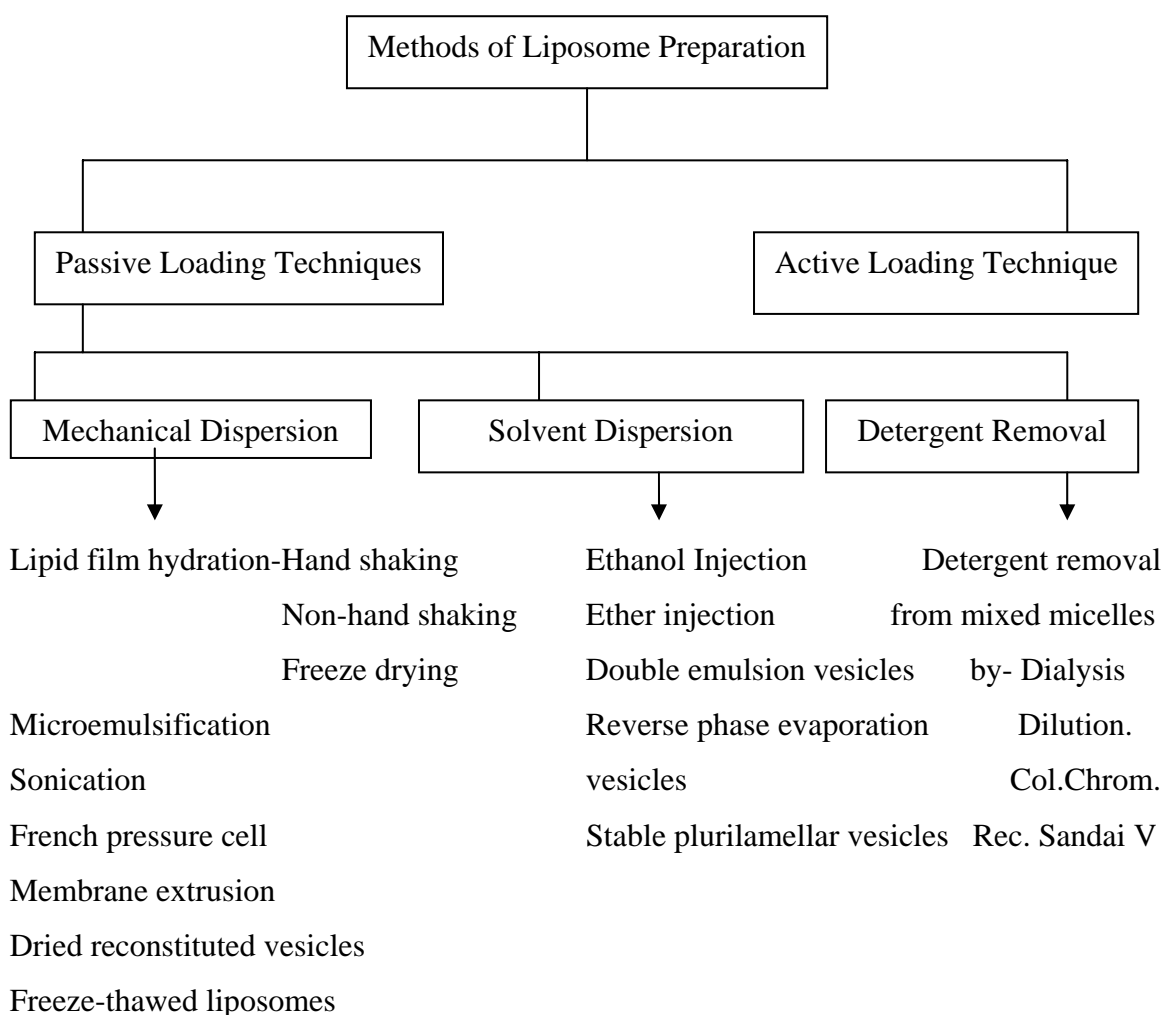 Methods of Liposome Preparation
Passive Loading Techniques
Active Loading Technique
Mechanical Dispersion
Solvent Dispersion
Detergent Removal
Lipid film hydration-Hand shaking
Non-hand shaking
Freeze drying
Microemulsification
Sonication
French pressure cell
Membrane extrusion
Dried reconstituted vesicles
Freeze-thawed liposomes
Ethanol Injection
Ether injection
Double emulsion vesicles
Reverse phase evaporation
vesicles
Stable plurilamellar vesicles
Detergent removal
from mixed micelles
by- Dialysis
Dilution.
Col.Chrom.
Rec. Sandai V